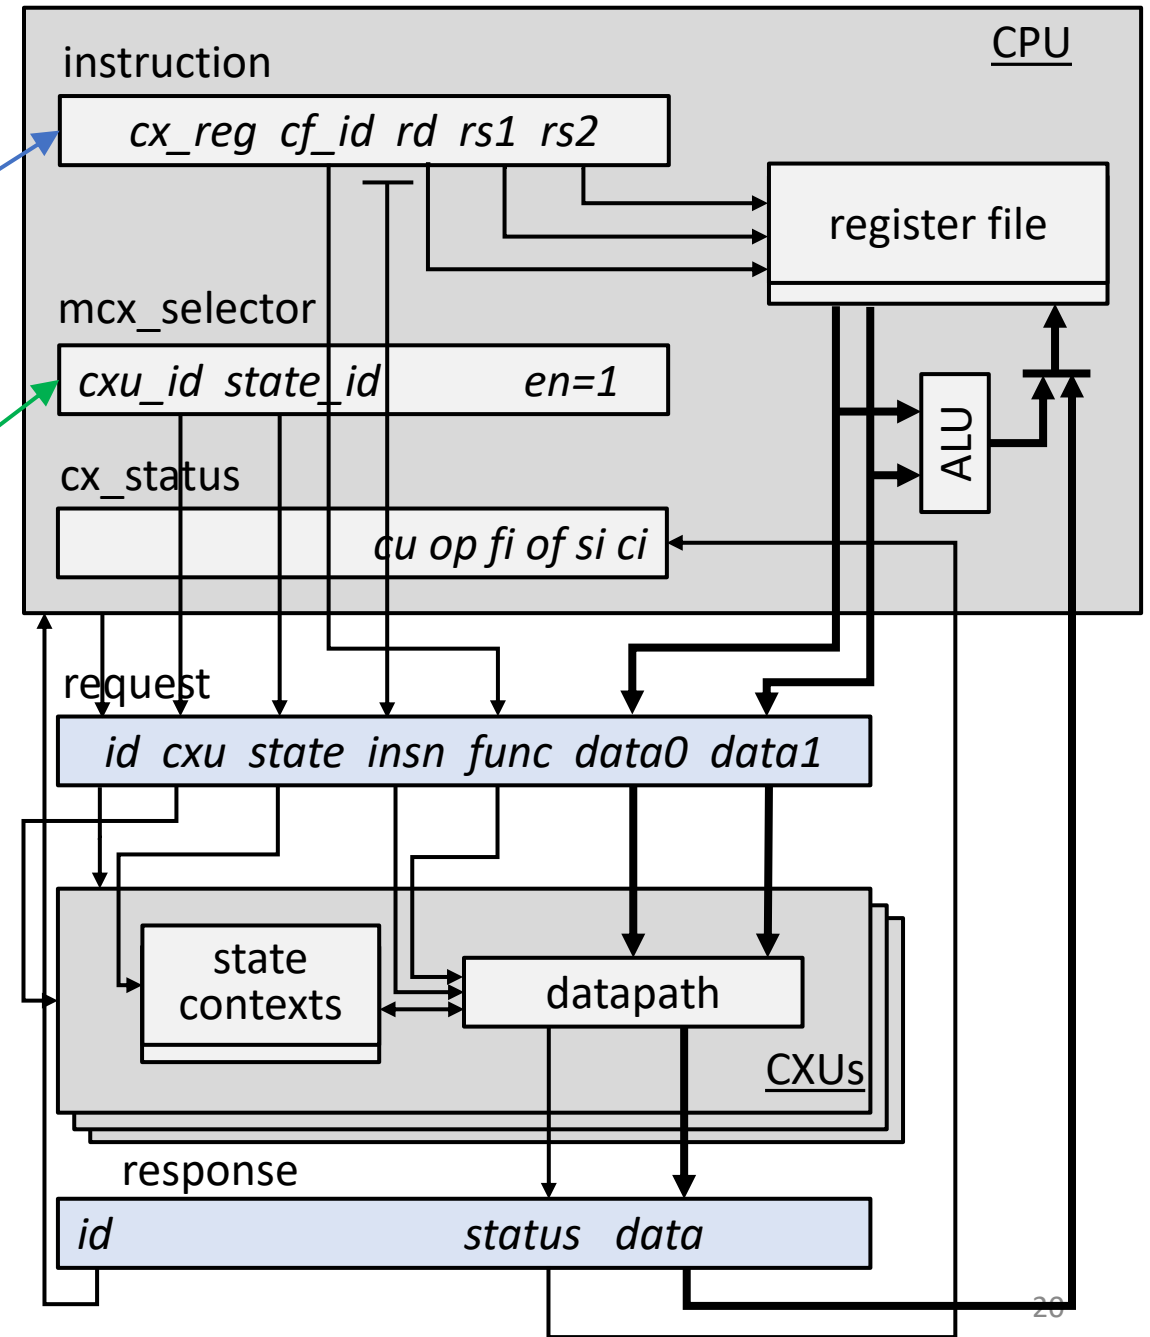 CPU
instruction
cx_reg cf_id rd rs1 rs2
register file
mcx_selector
cxu_id state_id en=1
ALU
cx_status
cu op fi of si ci
request
id cxu state insn func data0 data1
state
contexts
datapath
CXUs
response
id status data
20